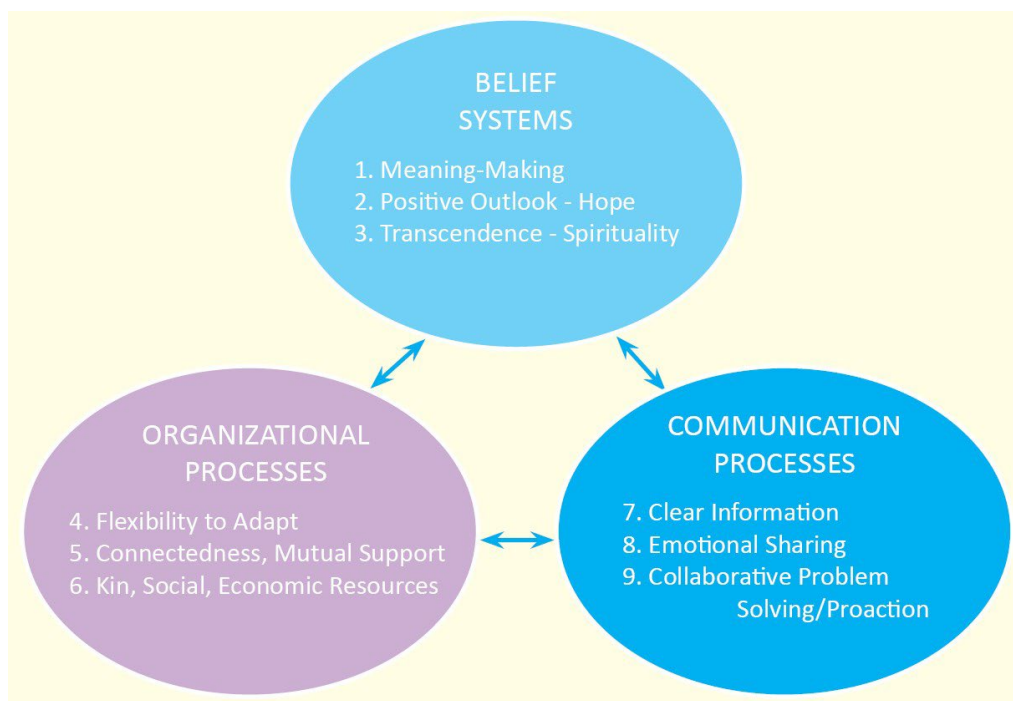 BELIEF
SYSTEMS
1. Meaning-Making
2. Positive Outlook - Hope
3. Transcendence - Spirituality
ORGANIZATIONAL
PROCESSES
4. Flexibility to Adapt
5. Connectedness, Mutual Support
6. Kin, Social, Economic Resources
COMMUNICATION
PROCESSES
7. Clear Information
8. Emotional Sharing
9. Collaborative Problem
Solving/Proaction